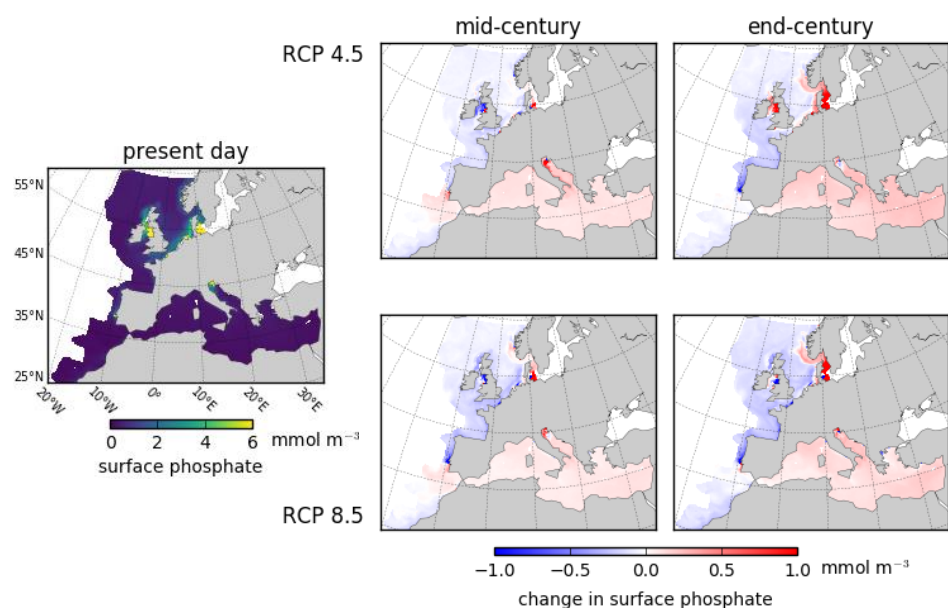 mid-century
end-century
RCP 4.5
present day
55°N
45°N
35°N
25°N
20°W
10°W
0°
10°E
20°E
30°E
0 2 4 6 mmol m⁻³
surface phosphate
RCP 8.5
−1.0 −0.5 0.0 0.5 1.0 mmol m⁻³
change in surface phosphate